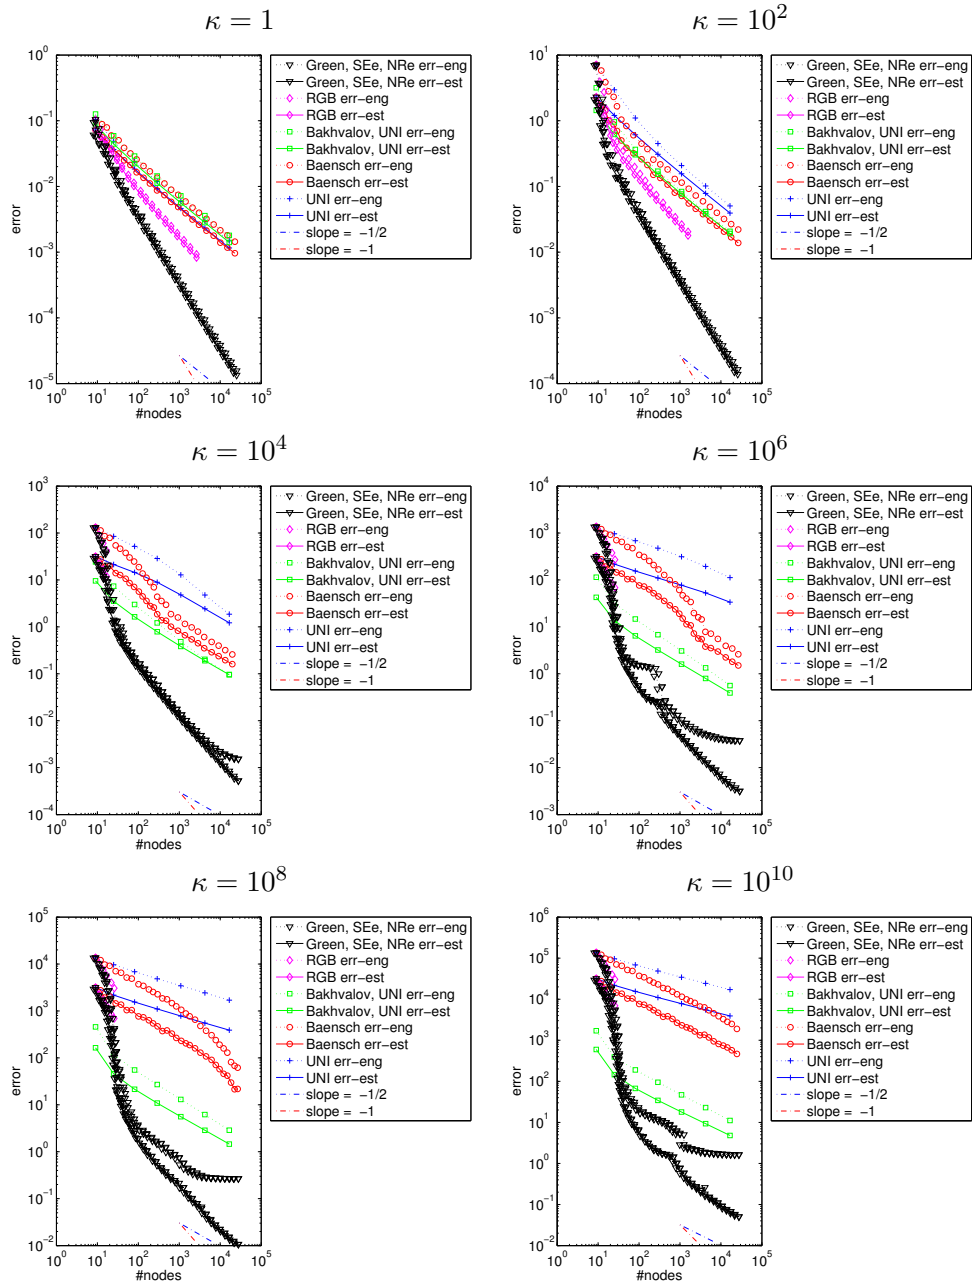 κ = 1
10^0
10^-1
10^-2
10^-3
10^-4
10^-5
error
10^0 10^1 10^2 10^3 10^4 10^5
#nodes
Green, SEe, NRe err−eng
Green, SEe, NRe err−est
RGB err−eng
RGB err−est
Bakhvalov, UNI err−eng
Bakhvalov, UNI err−est
Baensch err−eng
Baensch err−est
UNI err−eng
UNI err−est
slope = −1/2
slope = −1
κ = 10^2
10^1
10^0
10^-1
10^-2
10^-3
10^-4
error
10^0 10^1 10^2 10^3 10^4 10^5
#nodes
Green, SEe, NRe err−eng
Green, SEe, NRe err−est
RGB err−eng
RGB err−est
Bakhvalov, UNI err−eng
Bakhvalov, UNI err−est
Baensch err−eng
Baensch err−est
UNI err−eng
UNI err−est
slope = −1/2
slope = −1
κ = 10^4
10^3
10^2
10^1
10^0
10^-1
10^-2
10^-3
10^-4
error
10^0 10^1 10^2 10^3 10^4 10^5
#nodes
Green, SEe, NRe err−eng
Green, SEe, NRe err−est
RGB err−eng
RGB err−est
Bakhvalov, UNI err−eng
Bakhvalov, UNI err−est
Baensch err−eng
Baensch err−est
UNI err−eng
UNI err−est
slope = −1/2
slope = −1
κ = 10^6
10^4
10^3
10^2
10^1
10^0
10^-1
10^-2
10^-3
error
10^0 10^1 10^2 10^3 10^4 10^5
#nodes
Green, SEe, NRe err−eng
Green, SEe, NRe err−est
RGB err−eng
RGB err−est
Bakhvalov, UNI err−eng
Bakhvalov, UNI err−est
Baensch err−eng
Baensch err−est
UNI err−eng
UNI err−est
slope = −1/2
slope = −1
κ = 10^8
10^5
10^4
10^3
10^2
10^1
10^0
10^-1
10^-2
error
10^0 10^1 10^2 10^3 10^4 10^5
#nodes
Green, SEe, NRe err−eng
Green, SEe, NRe err−est
RGB err−eng
RGB err−est
Bakhvalov, UNI err−eng
Bakhvalov, UNI err−est
Baensch err−eng
Baensch err−est
UNI err−eng
UNI err−est
slope = −1/2
slope = −1
κ = 10^10
10^6
10^5
10^4
10^3
10^2
10^1
10^0
10^-1
10^-2
error
10^0 10^1 10^2 10^3 10^4 10^5
#nodes
Green, SEe, NRe err−eng
Green, SEe, NRe err−est
RGB err−eng
RGB err−est
Bakhvalov, UNI err−eng
Bakhvalov, UNI err−est
Baensch err−eng
Baensch err−est
UNI err−eng
UNI err−est
slope = −1/2
slope = −1